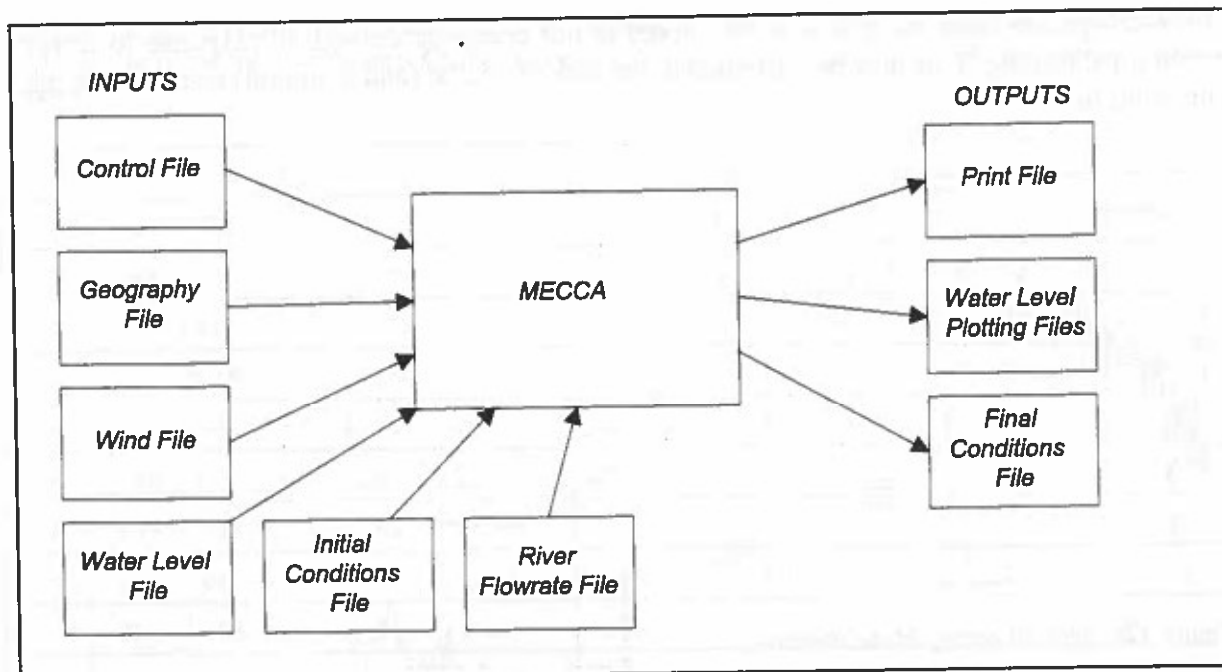 INPUTS
OUTPUTS
Control File
Print File
Geography
File
MECCA
Water Level
Plotting Files
Wind File
Final
Conditions
File
Water Level
File
Initial
Conditions
File
River
Flowrate File